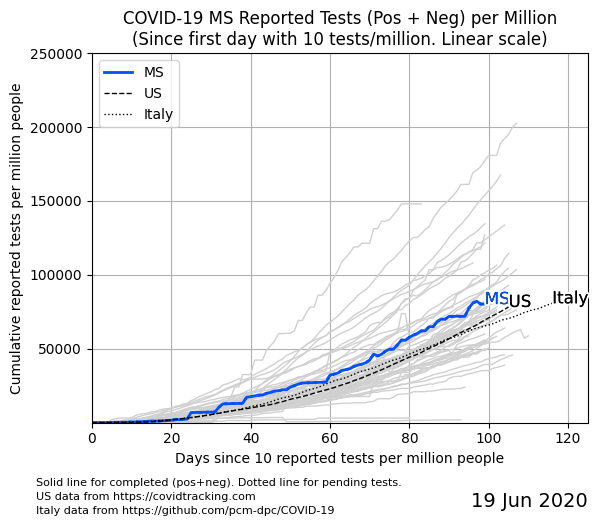 COVID-19 MS Reported Tests (Pos + Neg) per Million
(Since first day with 10 tests/million. Linear scale)
250000
200000
150000
100000
50000
Cumulative reported tests per million people
MS
US
Italy
MS
US
Italy
0
20
40
60
80
100
120
Days since 10 reported tests per million people
Solid line for completed (pos+neg). Dotted line for pending tests.
US data from https://covidtracking.com
Italy data from https://github.com/pcm-dpc/COVID-19
19 Jun 2020